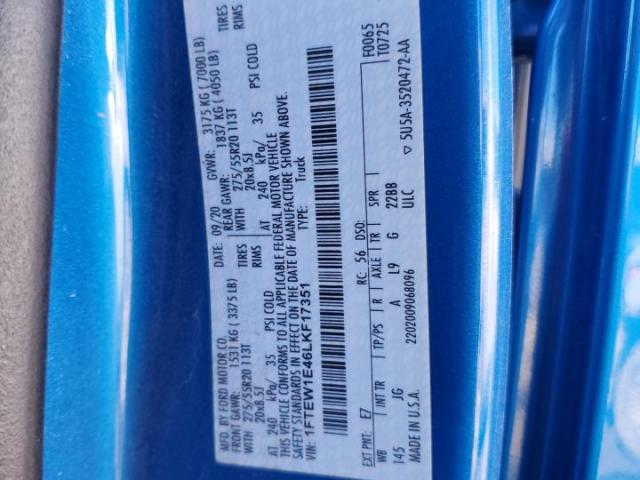 MFD. BY FORD MOTOR CO.
DATE: 09/20
GVWR: 3175 KG ( 7000 LB)
FRONT GAWR: 1531 KG ( 3375 LB)
REAR GAWR: 1837 KG ( 4050 LB)
WITH 275/55R20 113T TIRES
WITH 275/55R20 113T TIRES
20x8.5J RIMS
20x8.5J RIMS
AT 240 kPa/ 35 PSI COLD
AT 240 kPa/ 35 PSI COLD
THIS VEHICLE CONFORMS TO ALL APPLICABLE FEDERAL MOTOR VEHICLE
SAFETY STANDARDS IN EFFECT ON THE DATE OF MANUFACTURE SHOWN ABOVE.
VIN: 1FTEW1E46LKF17351
TYPE: Truck
F0065
T0725
EXT PNT: E7 RC: 56 DSO:
WB INT TR TP/PS R AXLE TR SPR
145 JG A L9 G 22BB
MADE IN U.S.A. 2202009068096 ULC
▽ 5U5A-3520472-AA